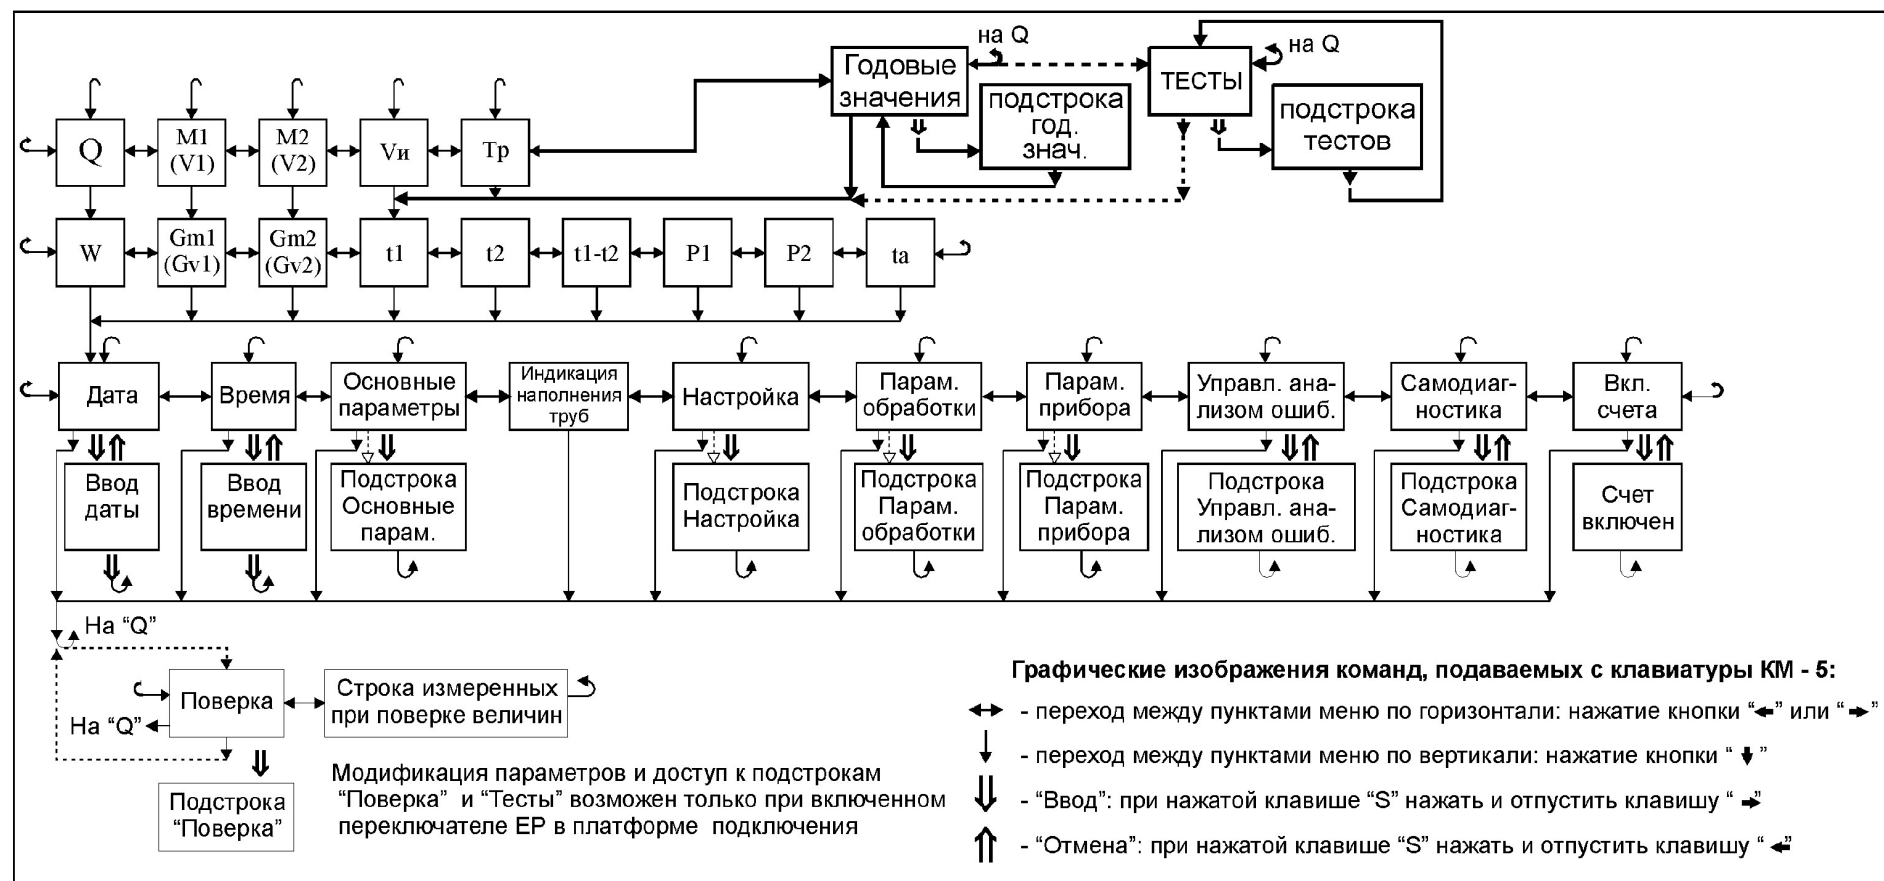 на Q
на Q
Годовые
значения
ТЕСТЫ
подстрока
год.
знач.
подстрока
тестов
Q
M1
(V1)
M2
(V2)
Vи
Тр
W
Gm1
(Gv1)
Gm2
(Gv2)
t1
t2
t1-t2
P1
P2
ta
Дата
Время
Основные
параметры
Индикация
наполнения
труб
Настройка
Парам.
обработки
Парам.
прибора
Управл. ана-
лизом ошиб.
Самодиаг-
ностика
Вкл.
счета
Ввод
даты
Ввод
времени
Подстрока
Основные
парам.
Подстрока
Настройка
Подстрока
Парам.
обработки
Подстрока
Парам.
прибора
Подстрока
Управл. ана-
лизом ошиб.
Подстрока
Самодиаг-
ностика
Счет
включен
На “Q”
Поверка
Строка измеренных
при поверке величин
На “Q”
Подстрока
“Поверка”
Модификация параметров и доступ к подстрокам
“Поверка” и “Тесты” возможен только при включенном
переключателе EP в платформе подключения
Графические изображения команд, подаваемых с клавиатуры КМ - 5:
- переход между пунктами меню по горизонтали: нажатие кнопки “←” или “→”
- переход между пунктами меню по вертикали: нажатие кнопки “↓”
- “Ввод”: при нажатой клавише “S” нажать и отпустить клавишу “→”
- “Отмена”: при нажатой клавише “S” нажать и отпустить клавишу “←”